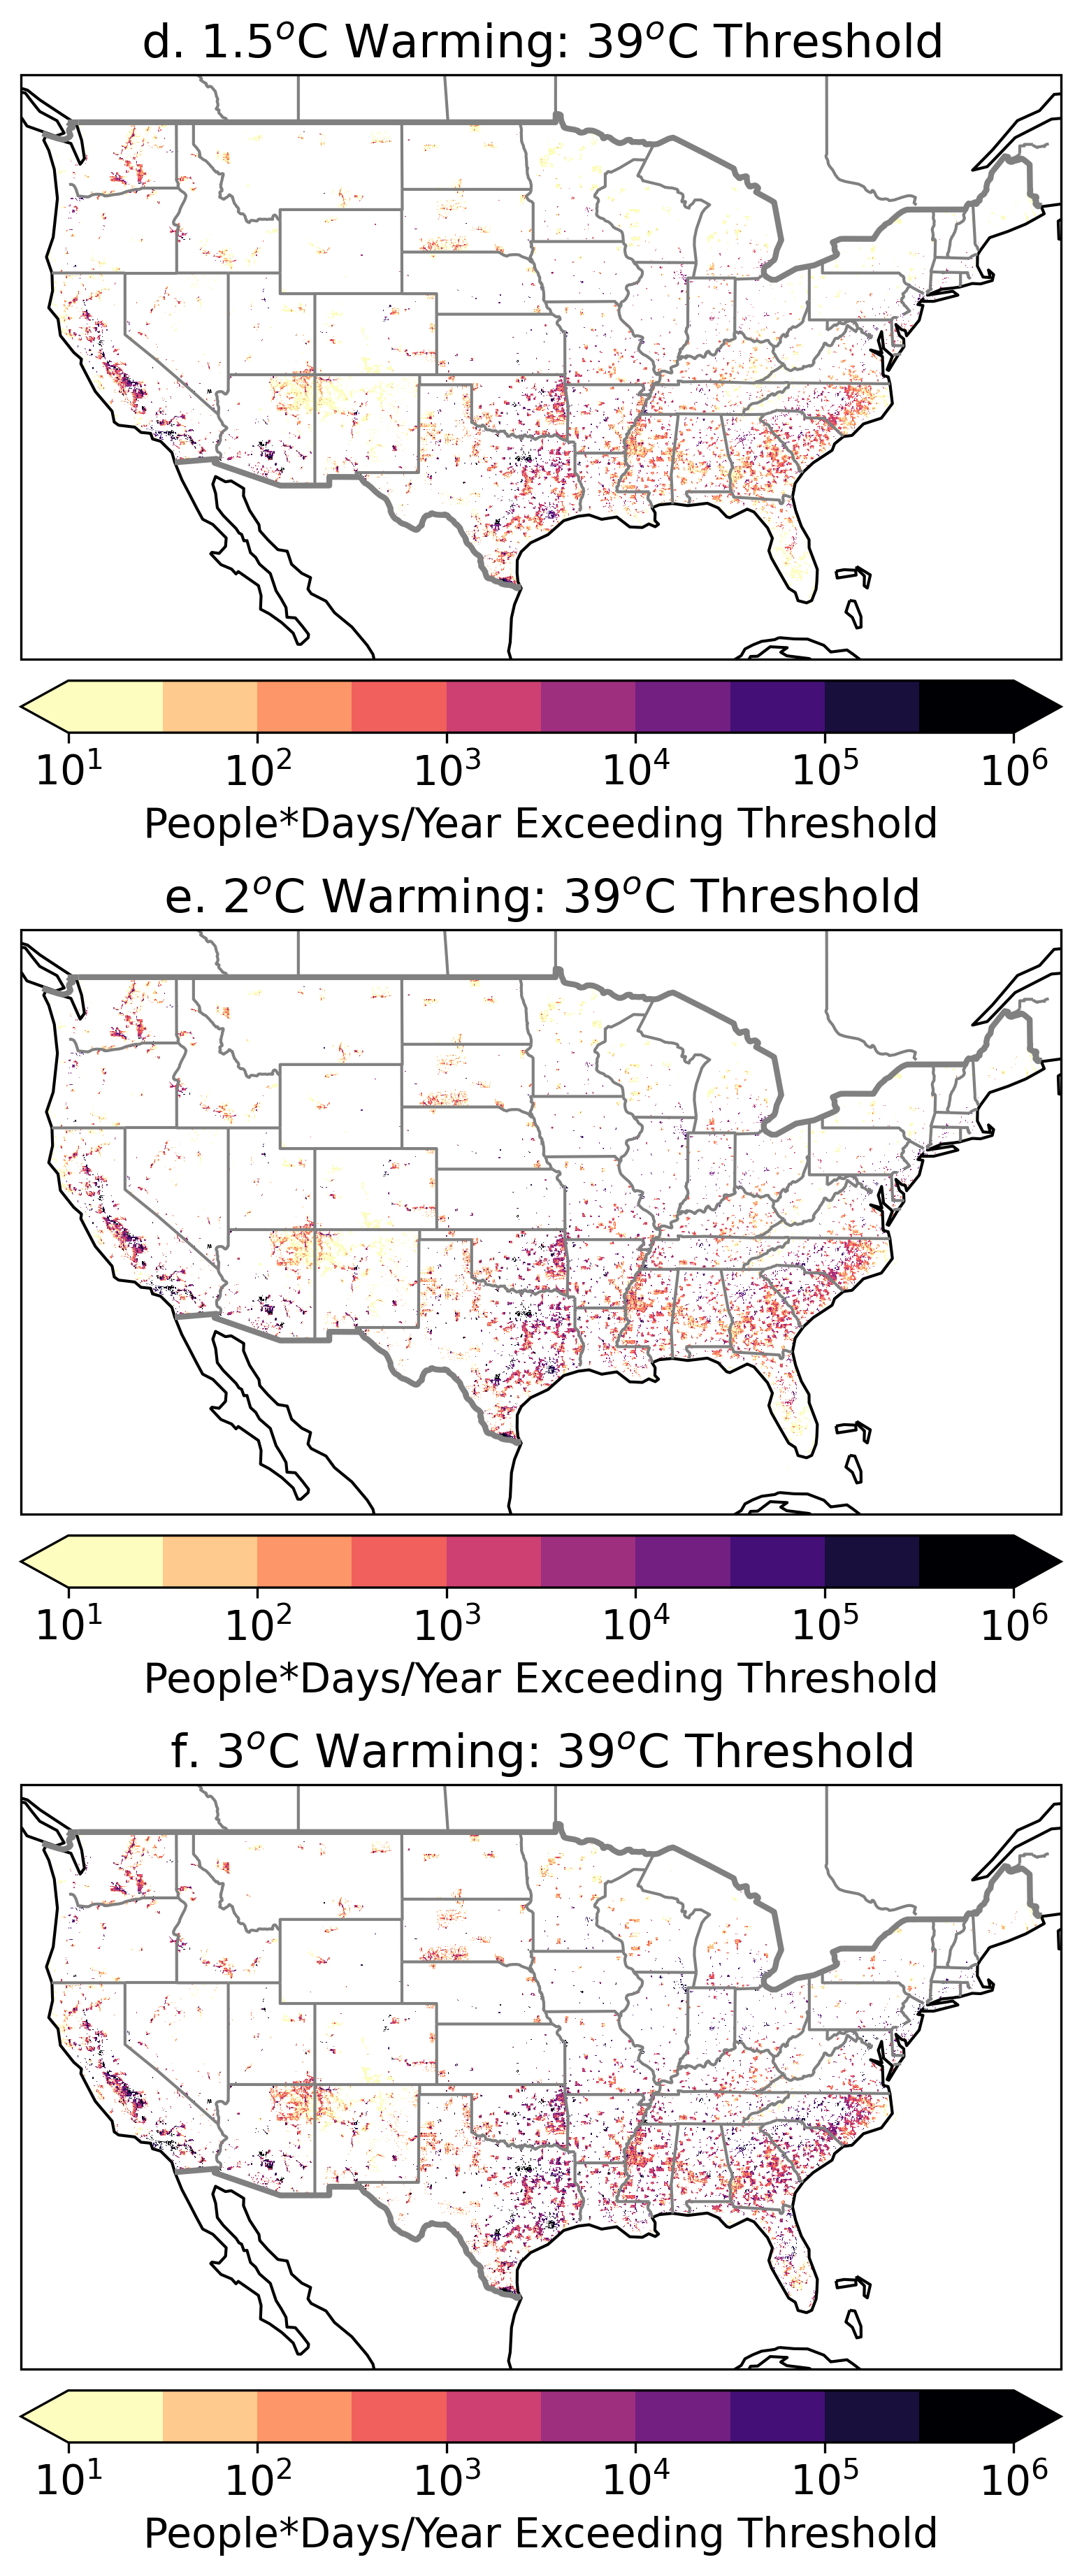 d. 1.5°C Warming: 39°C Threshold
10¹ 10² 10³ 10⁴ 10⁵ 10⁶
People*Days/Year Exceeding Threshold
e. 2°C Warming: 39°C Threshold
10¹ 10² 10³ 10⁴ 10⁵ 10⁶
People*Days/Year Exceeding Threshold
f. 3°C Warming: 39°C Threshold
10¹ 10² 10³ 10⁴ 10⁵ 10⁶
People*Days/Year Exceeding Threshold